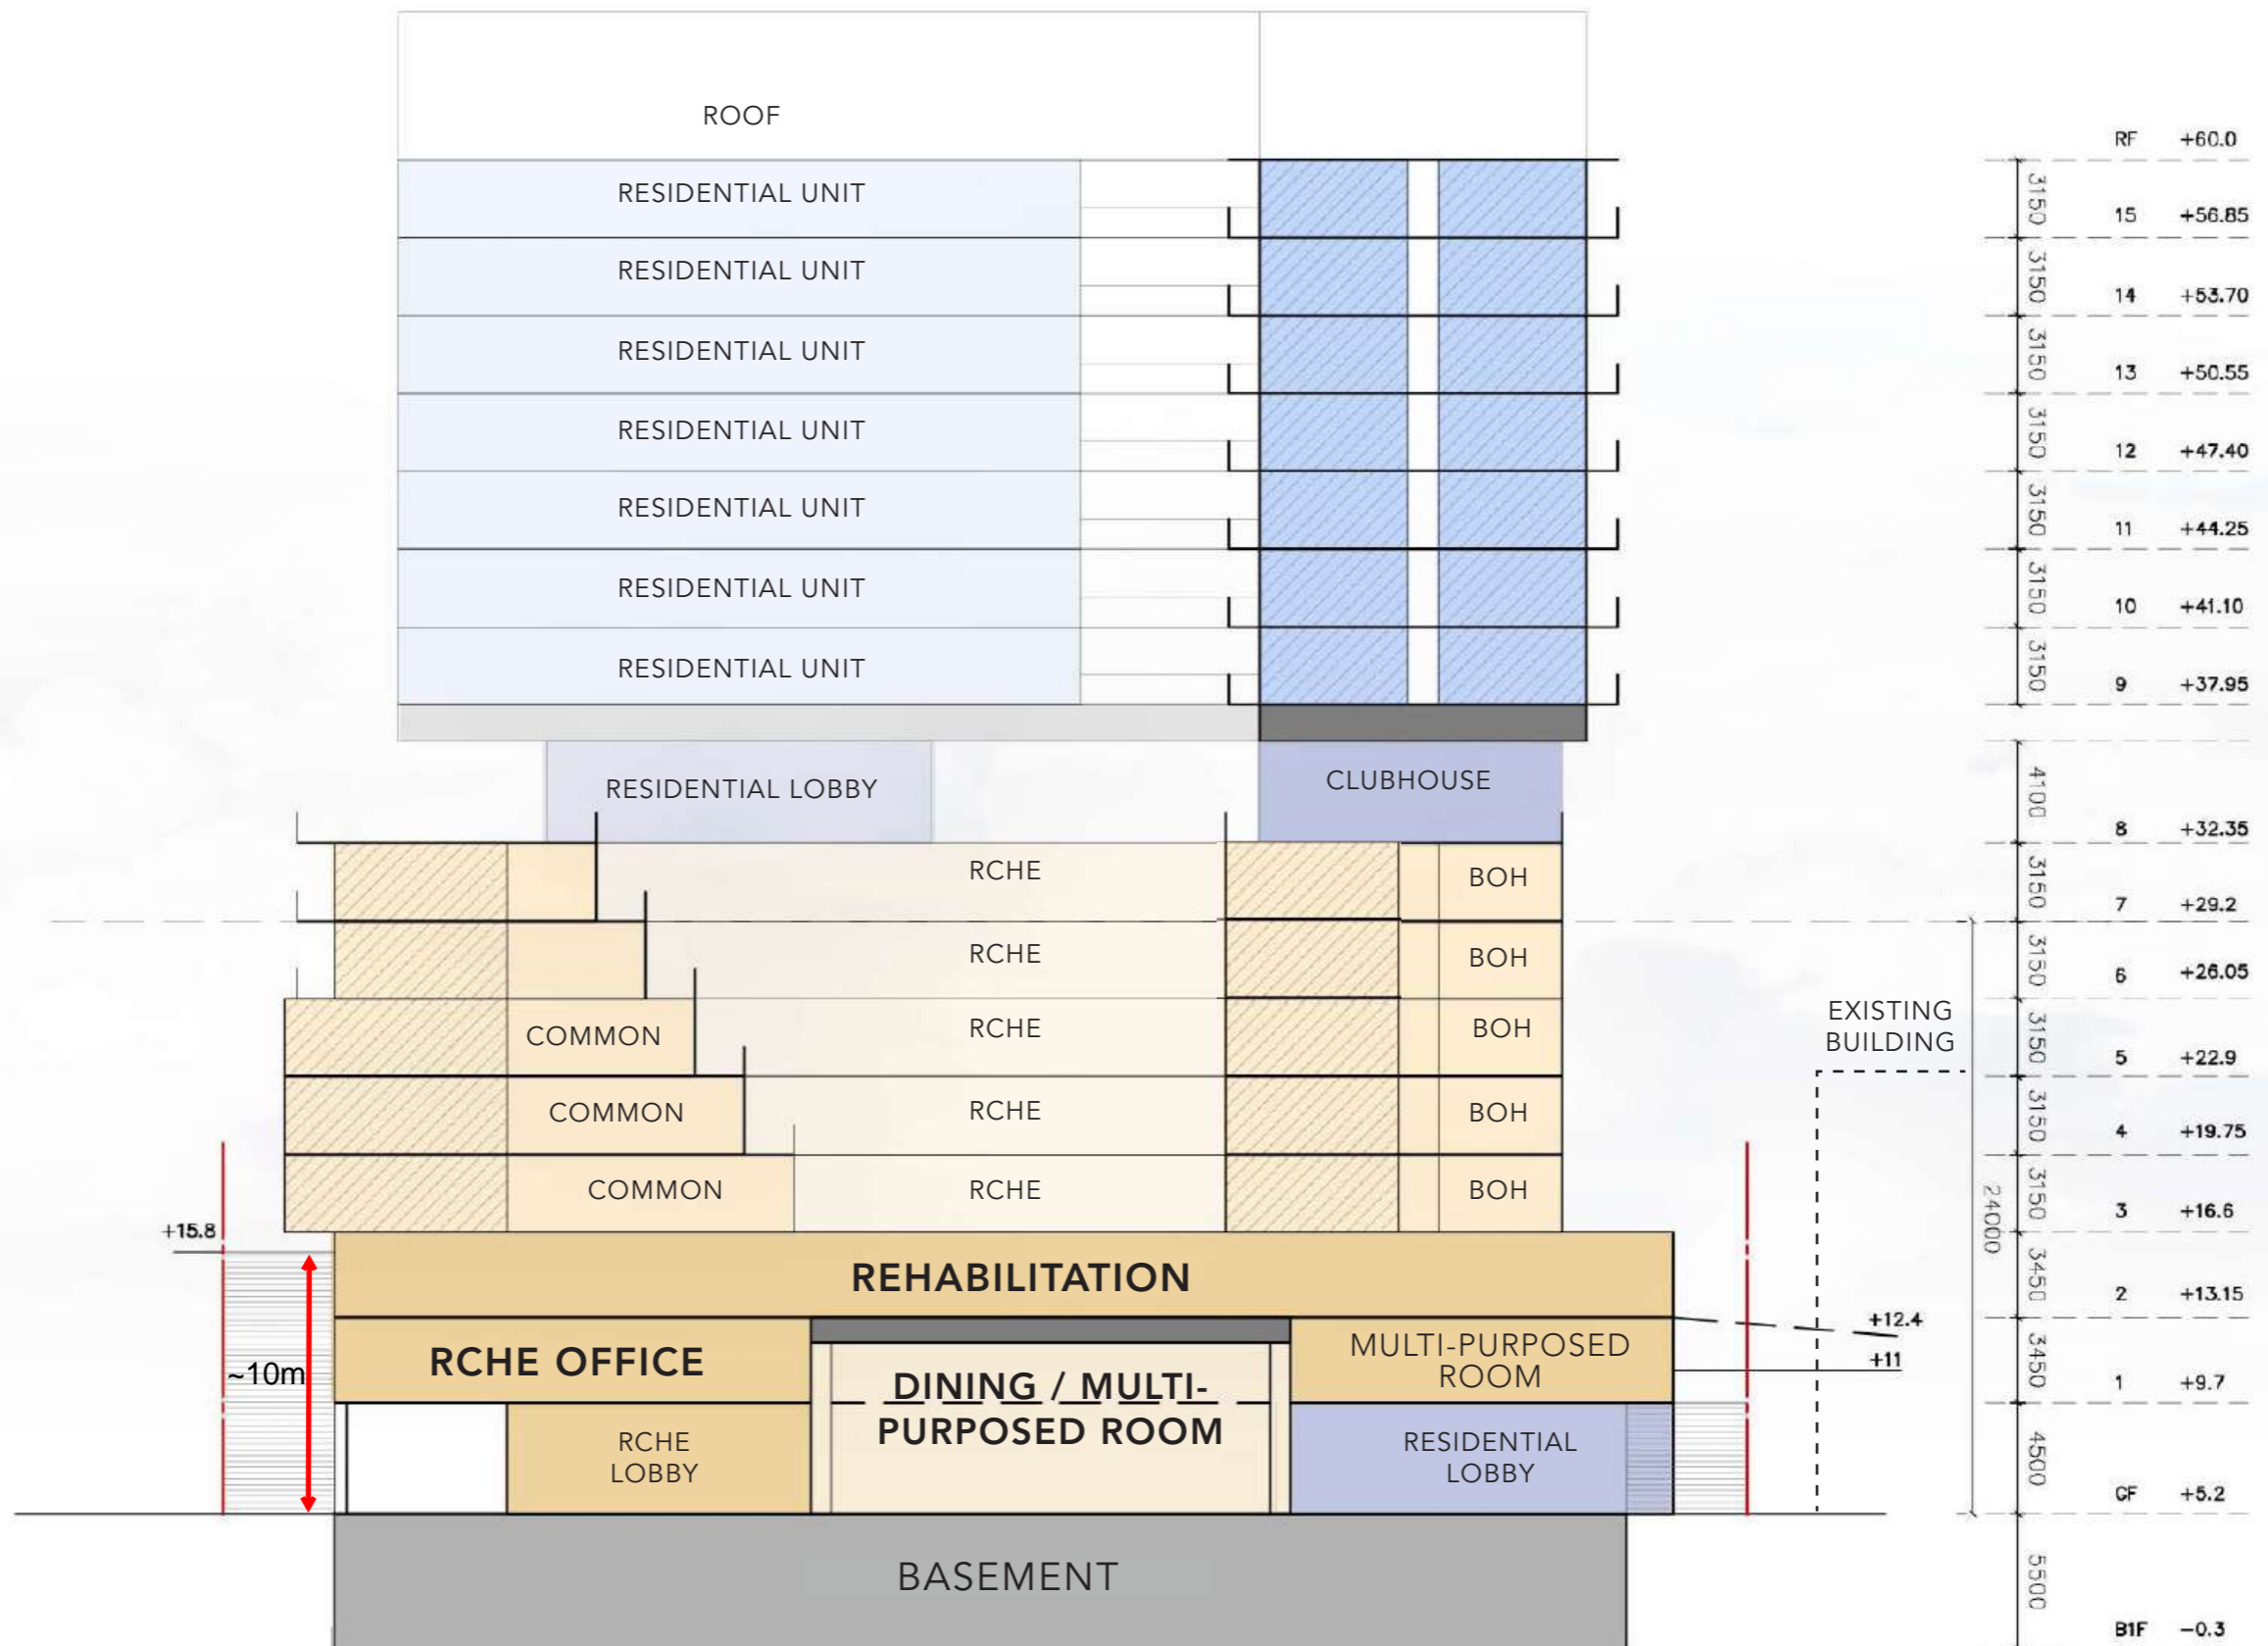 ROOF
RF +60.0
RESIDENTIAL UNIT
3150
15 +56.85
RESIDENTIAL UNIT
3150
14 +53.70
RESIDENTIAL UNIT
3150
13 +50.55
RESIDENTIAL UNIT
3150
12 +47.40
RESIDENTIAL UNIT
3150
11 +44.25
RESIDENTIAL UNIT
3150
10 +41.10
RESIDENTIAL UNIT
3150
9 +37.95
RESIDENTIAL LOBBY
CLUBHOUSE
4100
8 +32.35
RCHE
BOH
3150
7 +29.2
RCHE
BOH
3150
6 +26.05
COMMON
RCHE
BOH
EXISTING
BUILDING
3150
5 +22.9
COMMON
RCHE
BOH
3150
4 +19.75
COMMON
RCHE
BOH
3150
3 +16.6
24000
+15.8
REHABILITATION
3450
2 +13.15
+12.4
~10m
RCHE OFFICE
MULTI-PURPOSED
ROOM
+11
3450
1 +9.7
DINING / MULTI-
PURPOSED ROOM
RCHE
LOBBY
RESIDENTIAL
LOBBY
4500
GF +5.2
BASEMENT
5500
B1F −0.3